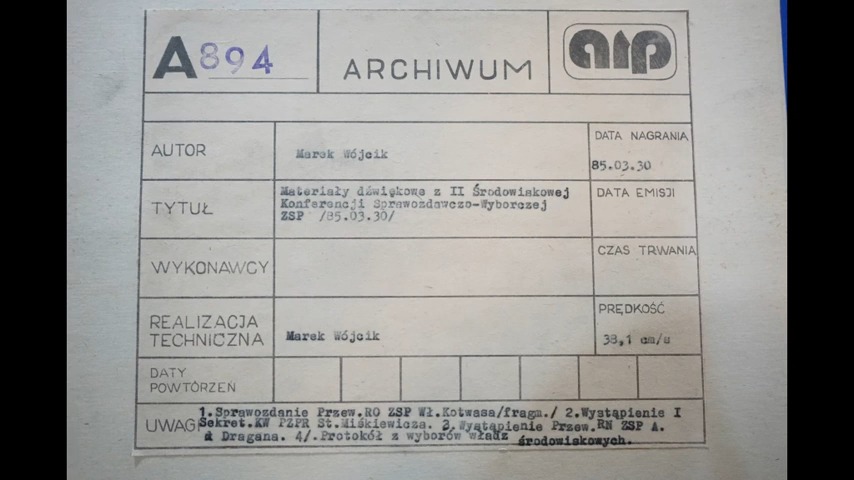 A 894
ARCHIWUM
arp
AUTOR
Marek Wójcik
DATA NAGRANIA
85.03.30
TYTUŁ
Materiały dźwiękowe z II Środowiskowej
Konferencji Sprawozdawczo-Wyborczej
ZSP /85.03.30/
DATA EMISJI
WYKONAWCY
CZAS TRWANIA
REALIZACJA
TECHNICZNA
Marek Wójcik
PRĘDKOŚĆ
38,1 cm/s
DATY
POWTÓRZEŃ
UWAGI
1.Sprawozdanie Przew.RO ZSP Wł.Kotwasa/fragm./ 2.Wystąpienie I
Sekret.KW PZPR St.Miśkiewicza. 3.Wystąpienie Przew.RN ZSP A.
Dragana. 4/.Protokół z wyborów władz środowiskowych.